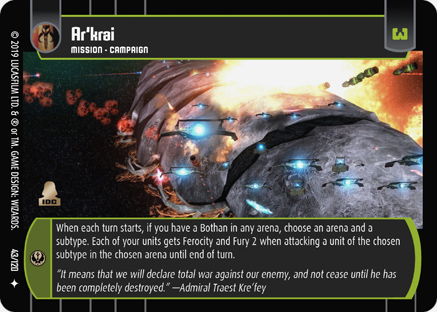 Ar'krai
MISSION - CAMPAIGN
IDC
When each turn starts, if you have a Bothan in any arena, choose an arena and a
subtype. Each of your units gets Ferocity and Fury 2 when attacking a unit of the chosen
subtype in the chosen arena until end of turn.
"It means that we will declare total war against our enemy, and not cease until he has
been completely destroyed." —Admiral Traest Kre'fey
© 2019 LUCASFILM LTD. & ® or TM. GAME DESIGN: WIZARDS.